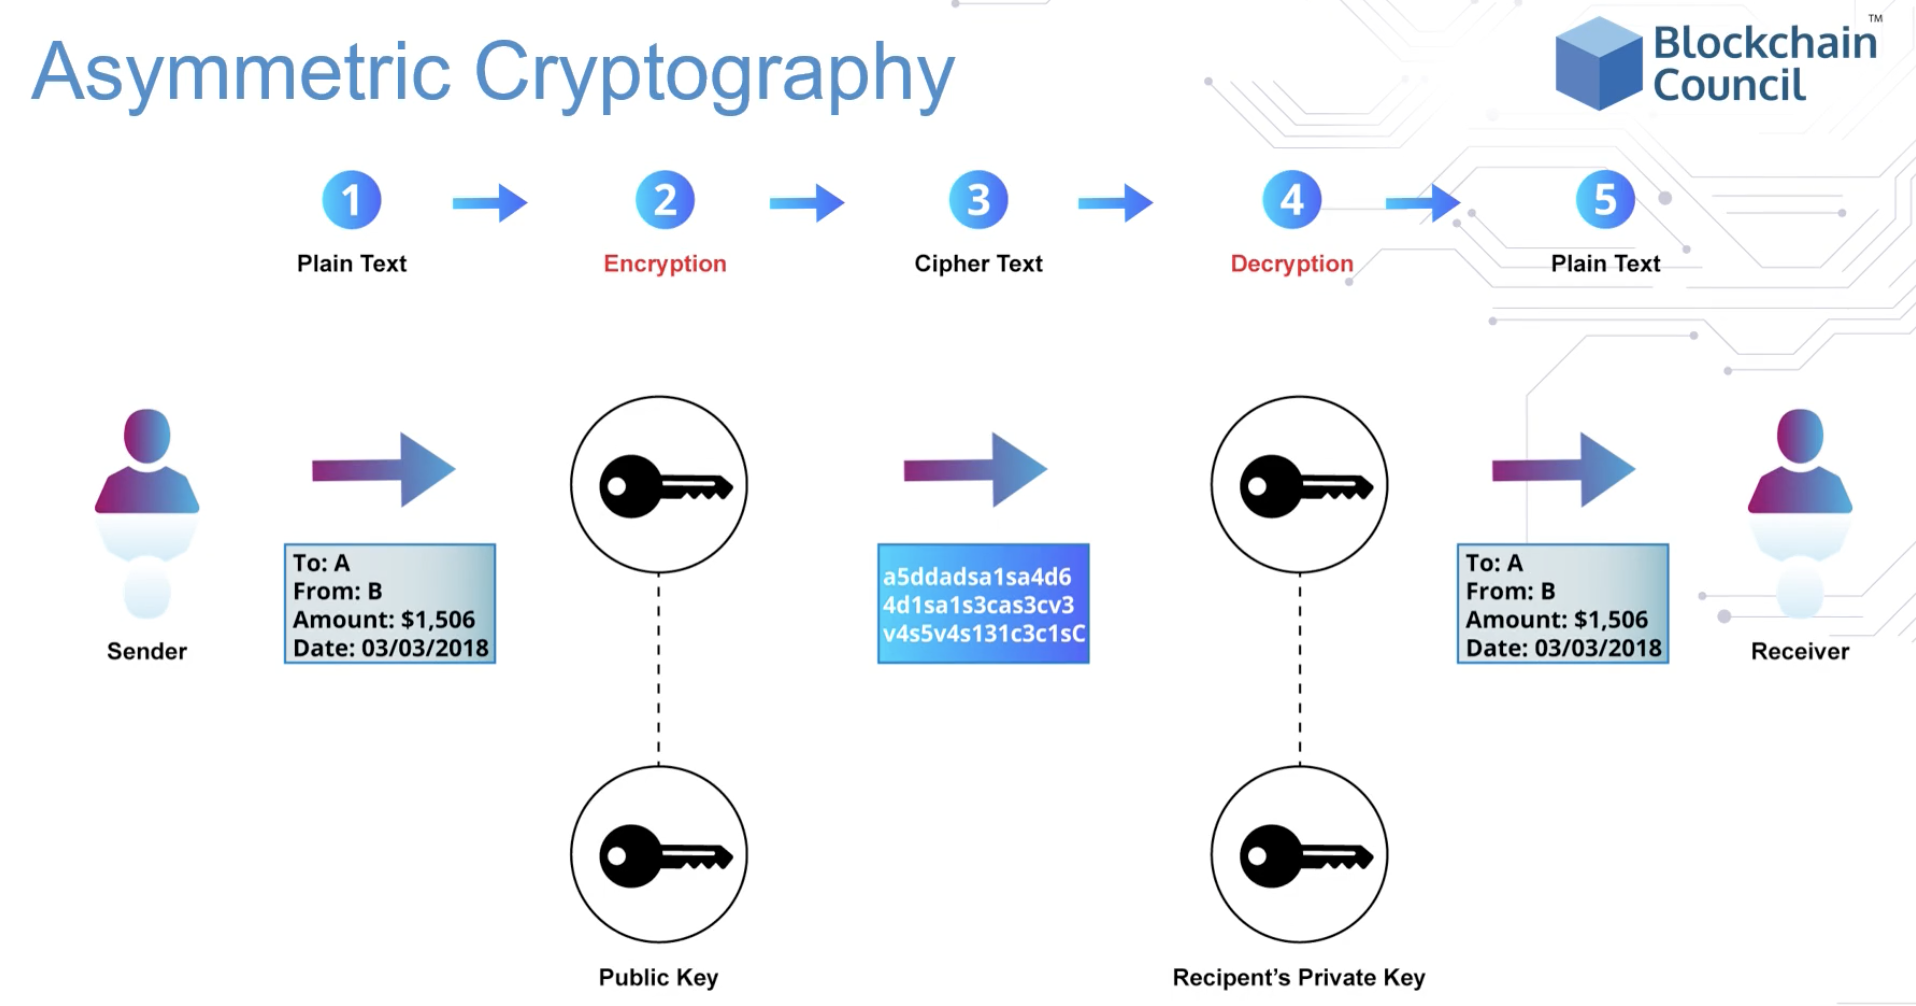 Asymmetric Cryptography
Blockchain
Council
TM
1
2
3
4
5
Plain Text
Encryption
Cipher Text
Decryption
Plain Text
To: A
From: B
Amount: $1,506
Date: 03/03/2018
Sender
a5ddadsa1sa4d6
4d1sa1s3cas3cv3
v4s5v4s131c3c1sC
To: A
From: B
Amount: $1,506
Date: 03/03/2018
Receiver
Public Key
Recipent’s Private Key